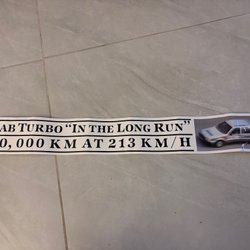 AB TURBO “IN THE LONG RUN”
0,000 KM AT 213 KM/H